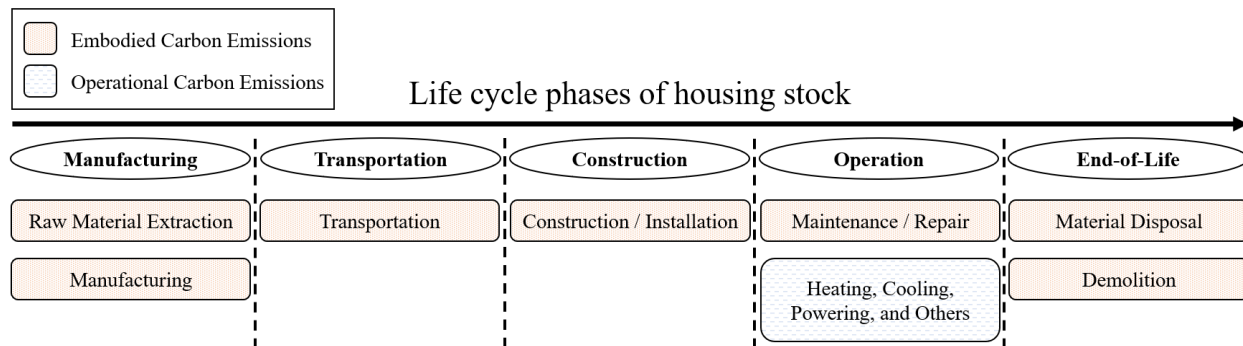 Embodied Carbon Emissions
Operational Carbon Emissions
Life cycle phases of housing stock
Manufacturing
Transportation
Construction
Operation
End-of-Life
Raw Material Extraction
Transportation
Construction / Installation
Maintenance / Repair
Material Disposal
Manufacturing
Heating, Cooling,
Powering, and Others
Demolition